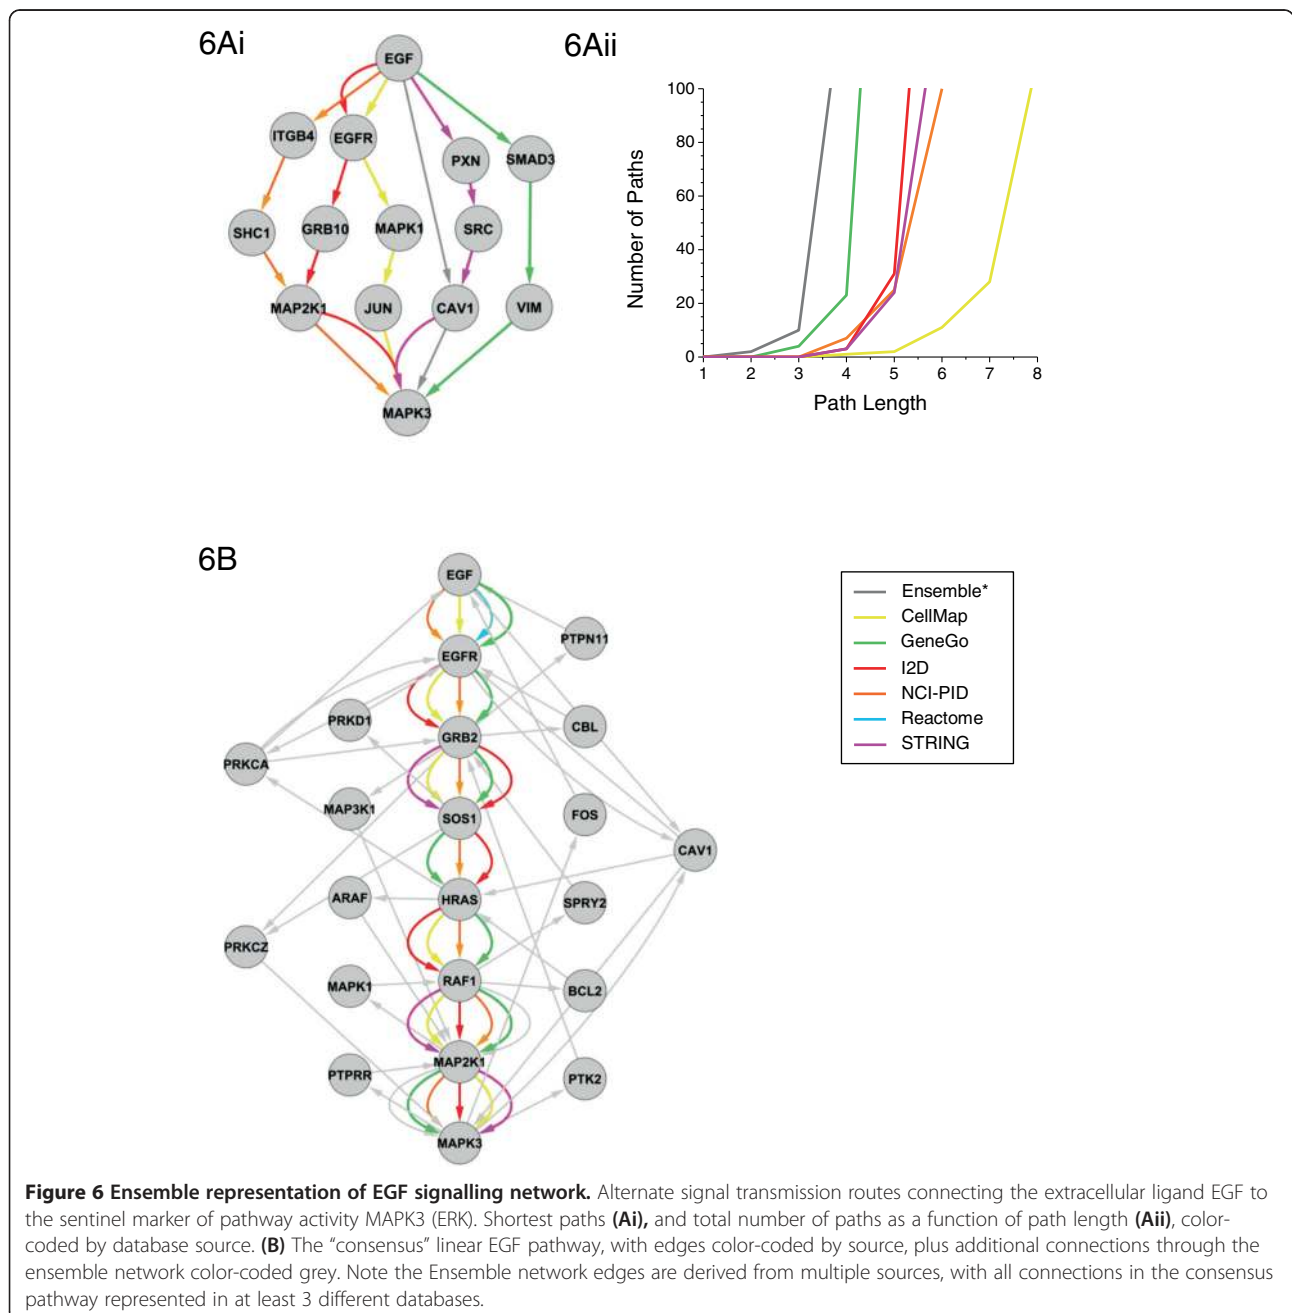 6Ai
EGF
ITGB4
EGFR
PXN
SMAD3
SHC1
GRB10
MAPK1
SRC
MAP2K1
JUN
CAV1
VIM
MAPK3
6Aii
Number of Paths
100
80
60
40
20
0
1 2 3 4 5 6 7 8
Path Length
6B
EGF
PTPN11
EGFR
PRKD1
CBL
GRB2
PRKCA
MAP3K1
FOS
SOS1
CAV1
ARAF
HRAS
SPRY2
PRKCZ
MAPK1
RAF1
BCL2
PTPRR
MAP2K1
PTK2
MAPK3
Ensemble*
CellMap
GeneGo
I2D
NCI-PID
Reactome
STRING
Figure 6 Ensemble representation of EGF signalling network. Alternate signal transmission routes connecting the extracellular ligand EGF to
the sentinel marker of pathway activity MAPK3 (ERK). Shortest paths (Ai), and total number of paths as a function of path length (Aii), color-
coded by database source. (B) The “consensus” linear EGF pathway, with edges color-coded by source, plus additional connections through the
ensemble network color-coded grey. Note the Ensemble network edges are derived from multiple sources, with all connections in the consensus
pathway represented in at least 3 different databases.